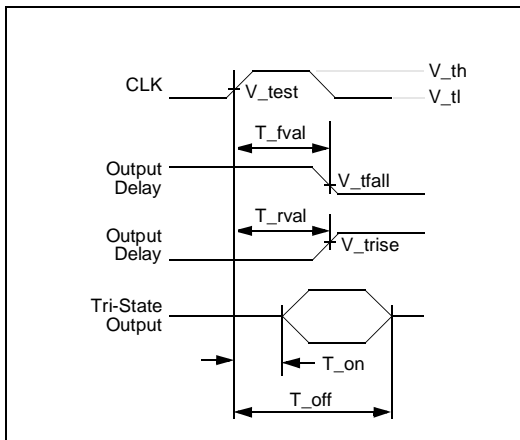 V_th
CLK
V_test
V_tl
T_fval
Output
Delay
V_tfall
T_rval
Output
Delay
V_trise
Tri-State
Output
T_on
T_off